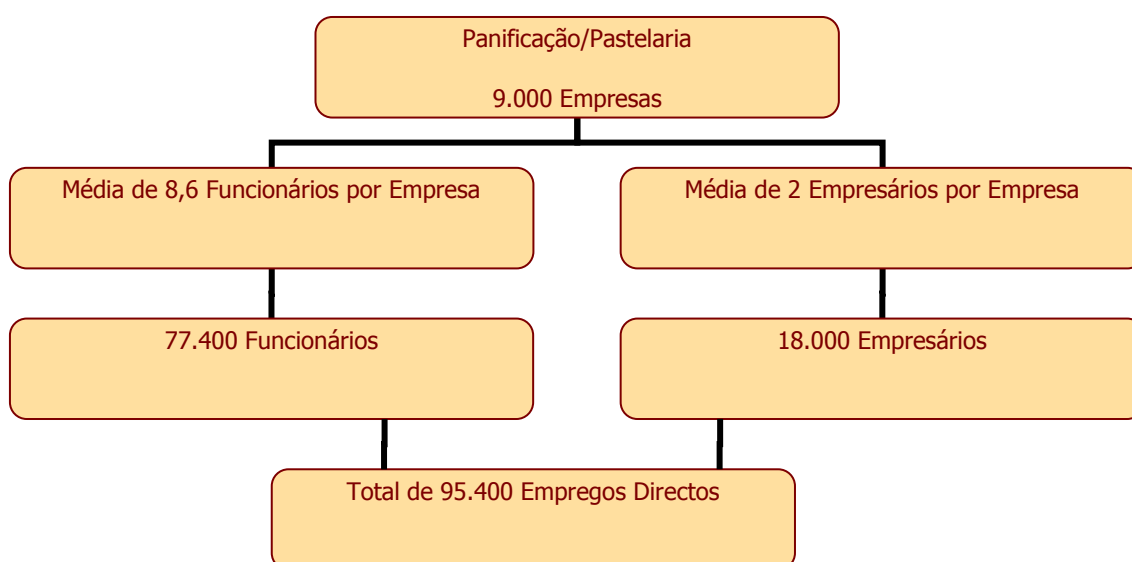 Panificação/Pastelaria
9.000 Empresas
Média de 8,6 Funcionários por Empresa
Média de 2 Empresários por Empresa
77.400 Funcionários
18.000 Empresários
Total de 95.400 Empregos Directos